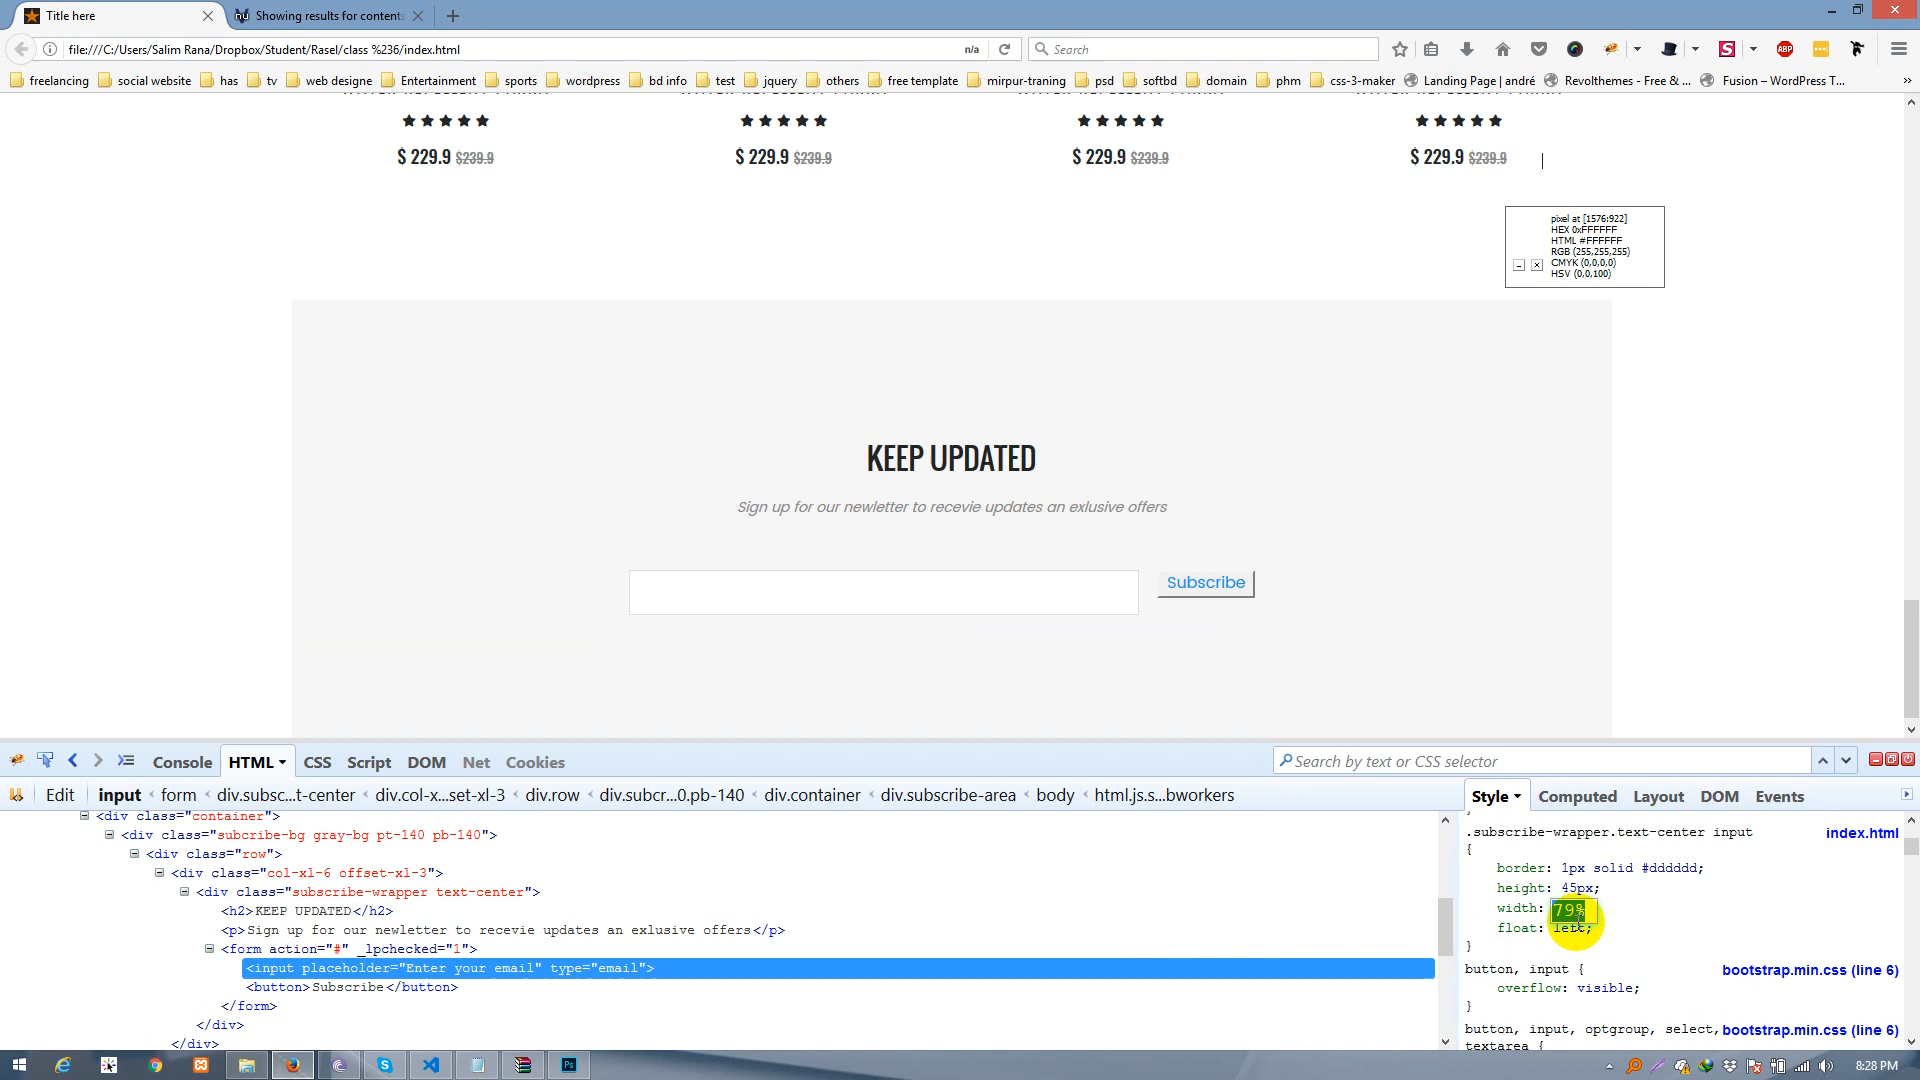 Title here
Showing results for contents
file:///C:/Users/Salim Rana/Dropbox/Student/Rasel/class %236/index.html
n/a
Search
freelancing social website has tv web designe Entertainment sports wordpress bd info test jquery others free template mirpur-traning psd softbd domain phm css-3-maker Landing Page | andré Revolthemes - Free & ... Fusion – WordPress T... »
$ 229.9 $239.9 $ 229.9 $239.9 $ 229.9 $239.9 $ 229.9 $239.9
pixel at [1576:922]
HEX 0xFFFFFF
HTML #FFFFFF
RGB (255,255,255)
CMYK (0,0,0,0)
HSV (0,0,100)
KEEP UPDATED
Sign up for our newletter to recevie updates an exlusive offers
Subscribe
Console HTML CSS Script DOM Net Cookies
Search by text or CSS selector
Edit input < form < div.subsc...t-center < div.col-x...set-xl-3 < div.row < div.subcr...0.pb-140 < div.container < div.subscribe-area < body < html.js.s...bworkers
Style Computed Layout DOM Events
<div class="container">
<div class="subcribe-bg gray-bg pt-140 pb-140">
<div class="row">
<div class="col-xl-6 offset-xl-3">
<div class="subscribe-wrapper text-center">
<h2>KEEP UPDATED</h2>
<p>Sign up for our newletter to recevie updates an exlusive offers</p>
<form action="#" _lpchecked="1">
<input placeholder="Enter your email" type="email">
<button>Subscribe</button>
</form>
</div>
</div>
}
.subscribe-wrapper.text-center input index.html
{
border: 1px solid #dddddd;
height: 45px;
width: 79%
float: left;
}
button, input { bootstrap.min.css (line 6)
overflow: visible;
}
button, input, optgroup, select, bootstrap.min.css (line 6)
textarea {
8:28 PM